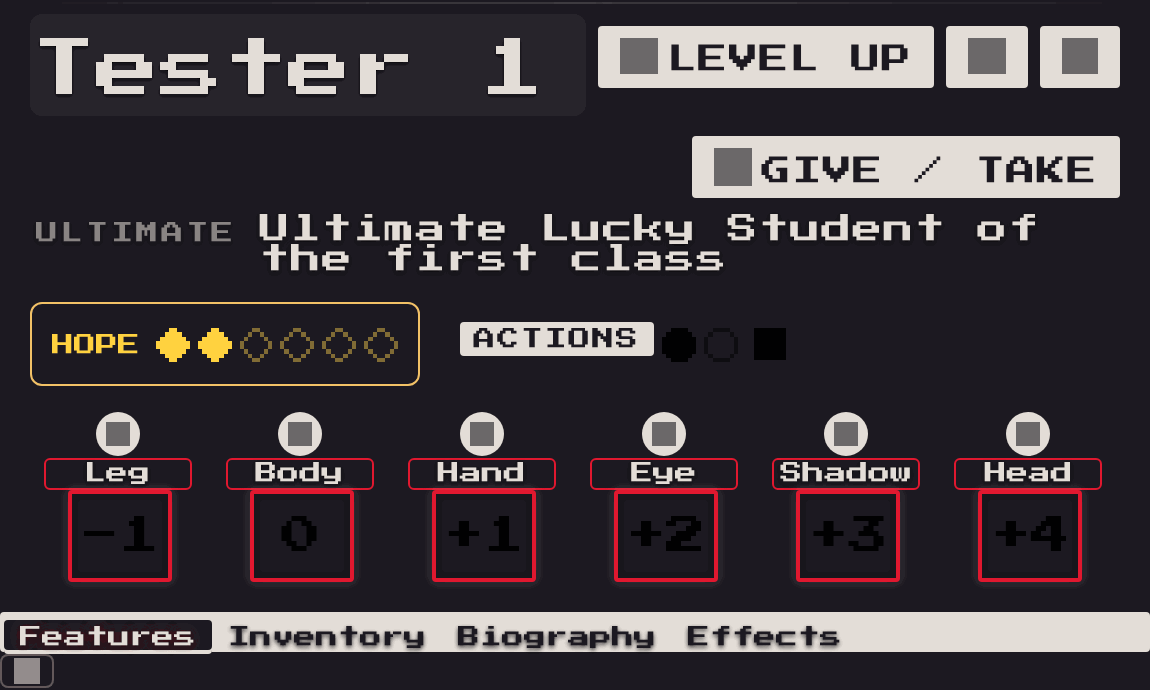 Tester 1
LEVEL UP
GIVE / TAKE
ULTIMATE Ultimate Lucky Student of
the first class
HOPE
ACTIONS
Leg Body Hand Eye Shadow Head
-1 0 +1 +2 +3 +4
Features Inventory Biography Effects